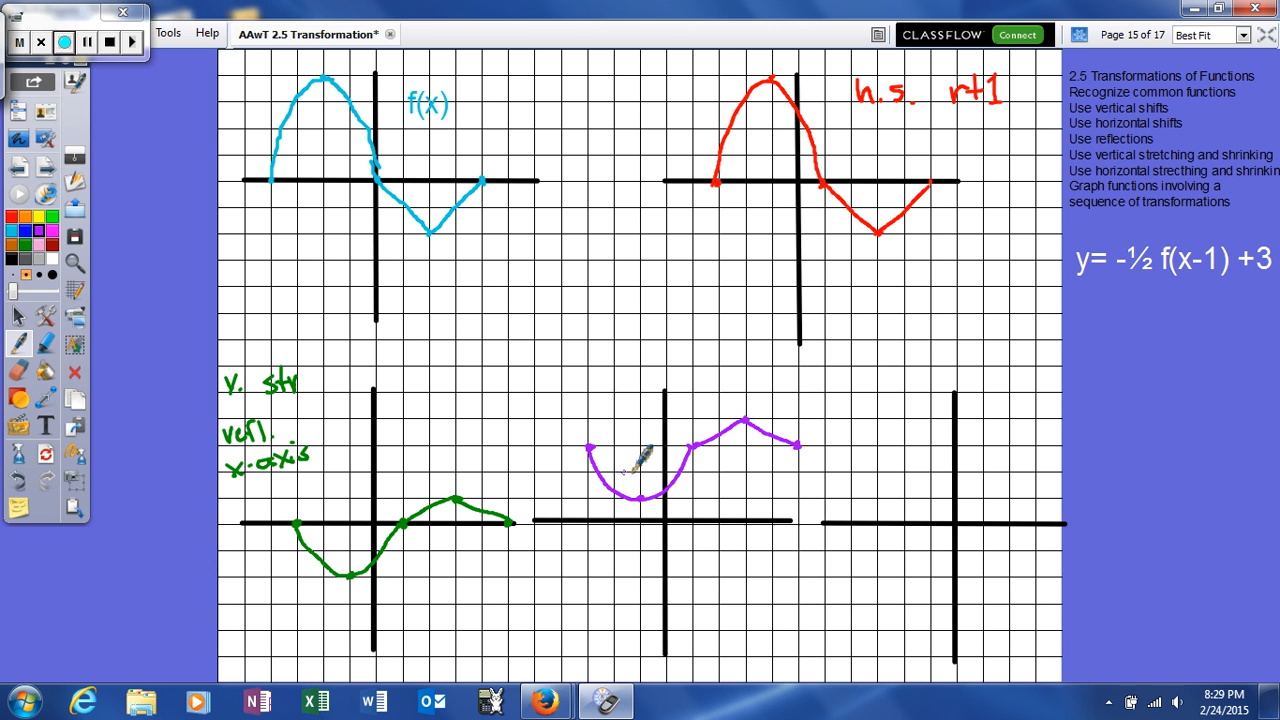 M
Tools Help AAwT 2.5 Transformation* CLASSFLOW Connect Page 15 of 17 Best Fit
f(x)
h.s. rt1
2.5 Transformations of Functions
Recognize common functions
Use vertical shifts
Use horizontal shifts
Use reflections
Use vertical stretching and shrinking
Use horizontal strecthing and shrinkin
Graph functions involving a
sequence of transformations
y= -½ f(x-1) +3
v. str
refl.
x-axis
8:29 PM
2/24/2015